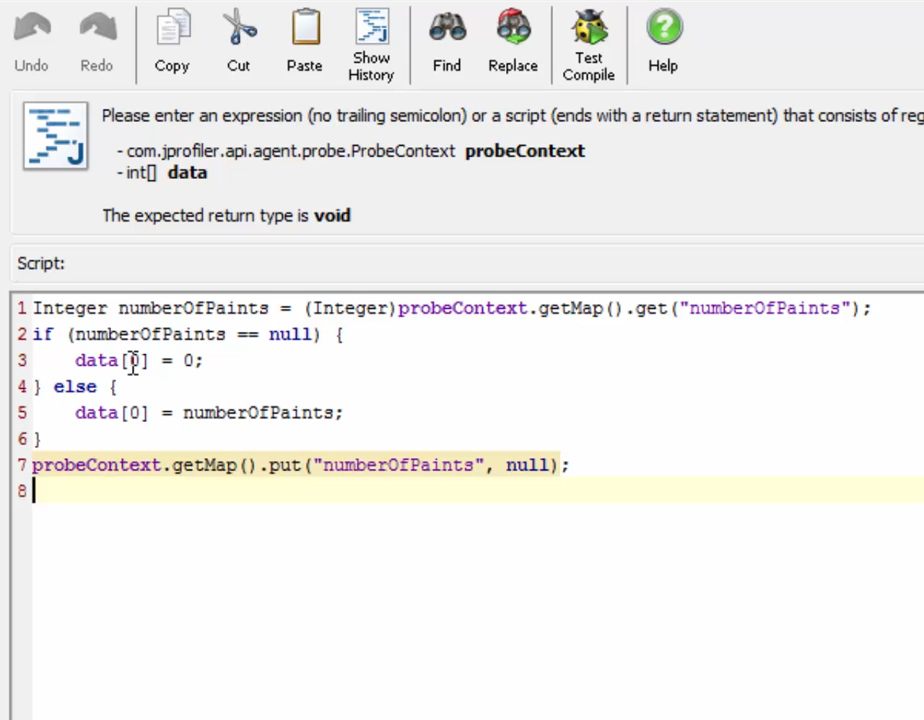 Undo Redo Copy Cut Paste Show History Find Replace Test Compile Help
Please enter an expression (no trailing semicolon) or a script (ends with a return statement) that consists of reg
- com.jprofiler.api.agent.probe.ProbeContext probeContext
- int[] data
The expected return type is void
Script:
1 Integer numberOfPaints = (Integer)probeContext.getMap().get("numberOfPaints");
2 if (numberOfPaints == null) {
3 data[0] = 0;
4 } else {
5 data[0] = numberOfPaints;
6 }
7 probeContext.getMap().put("numberOfPaints", null);
8